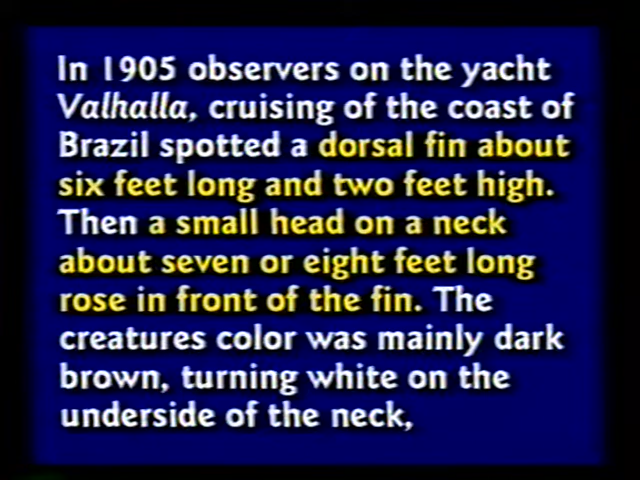 In 1905 observers on the yacht
Valhalla, cruising of the coast of
Brazil spotted a dorsal fin about
six feet long and two feet high.
Then a small head on a neck
about seven or eight feet long
rose in front of the fin. The
creatures color was mainly dark
brown, turning white on the
underside of the neck,